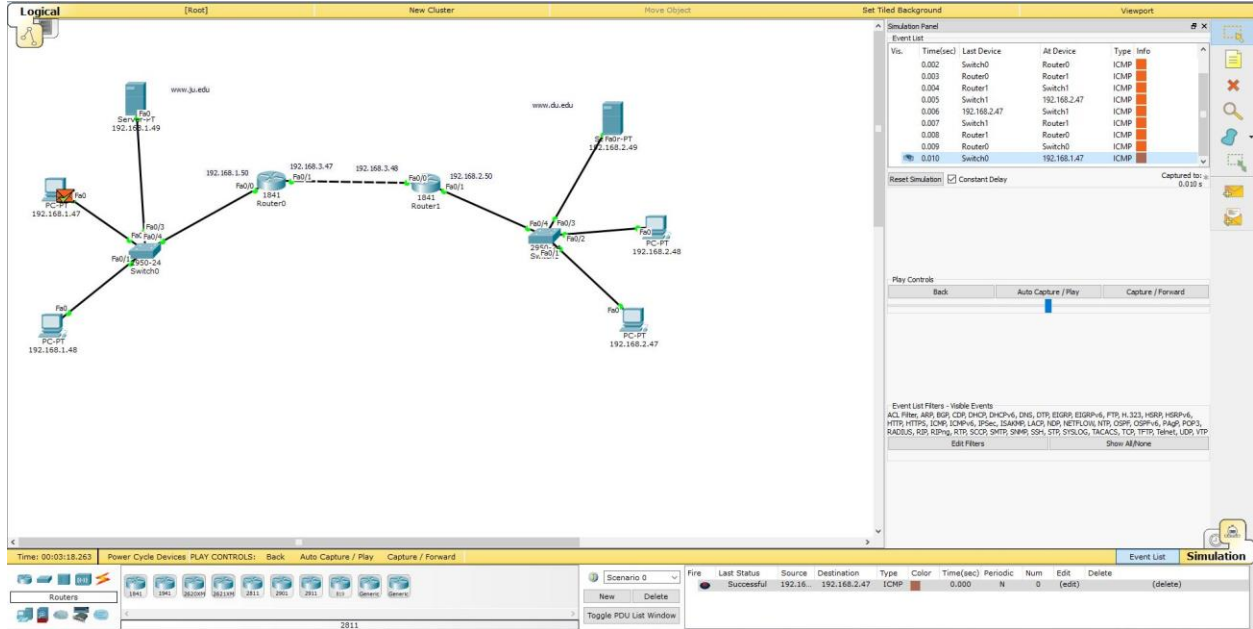 Logical [Root] New Cluster Move Object Set Tiled Background Viewport
Simulation Panel
Event List
Vis. Time(sec) Last Device At Device Type Info
0.002 Switch0 Router0 ICMP
0.003 Router0 Router1 ICMP
0.004 Router1 Switch1 ICMP
0.005 Switch1 192.168.2.47 ICMP
0.006 192.168.2.47 Switch1 ICMP
0.007 Switch1 Router1 ICMP
0.008 Router1 Router0 ICMP
0.009 Router0 Switch0 ICMP
0.010 Switch0 192.168.1.47 ICMP
Reset Simulation Constant Delay Captured to:
0.010 s
Play Controls
Back Auto Capture / Play Capture / Forward
Event List Filters - Visible Events
ACL Filter, ARP, BGP, CDP, DHCP, DHCPv6, DNS, DTP, EIGRP, EIGRPv6, FTP, H.323, HSRP, HSRPv6,
HTTP, HTTPS, ICMP, ICMPv6, IPSec, ISAKMP, LACP, NDP, NETFLOW, NTP, OSPF, OSPFv6, PAgP, POP3,
RADIUS, RIP, RIPng, RTP, SCCP, SMTP, SNMP, SSH, STP, SYSLOG, TACACS, TCP, TFTP, Telnet, UDP, VTP
Edit Filters Show All/None
www.ju.edu
Fa0
192.168.1.49
Fa0
PC-PT
192.168.1.47
Fa0/3
Fa0/4
Fa0/1
2950-24
Switch0
Fa0
PC-PT
192.168.1.48
192.168.1.50
Fa0/0
192.168.3.47
Fa0/1
1841
Router0
192.168.3.48
Fa0/0
192.168.2.50
Fa0/1
1841
Router1
www.du.edu
192.168.2.49
Fa0/4 Fa0/3
Fa0/2
Fa0/1
Fa0
PC-PT
192.168.2.48
Fa0
PC-PT
192.168.2.47
Time: 00:03:18.263 Power Cycle Devices PLAY CONTROLS: Back Auto Capture / Play Capture / Forward Event List Simulation
Routers
1841 1941 2620XM 2621XM 2811 2901 2911 Generic Generic
2811
Scenario 0
New Delete
Toggle PDU List Window
Fire Last Status Source Destination Type Color Time(sec) Periodic Num Edit Delete
Successful 192.16... 192.168.2.47 ICMP 0.000 N 0 (edit) (delete)